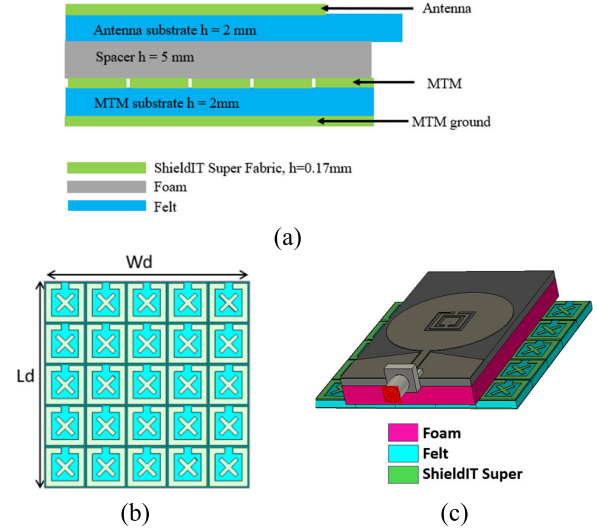 Antenna
Antenna substrate h = 2 mm
Spacer h = 5 mm
MTM
MTM substrate h = 2mm
MTM ground
ShieldIT Super Fabric, h=0.17mm
Foam
Felt
(a)
Wd
Ld
Foam
Felt
ShieldIT Super
(b)
(c)